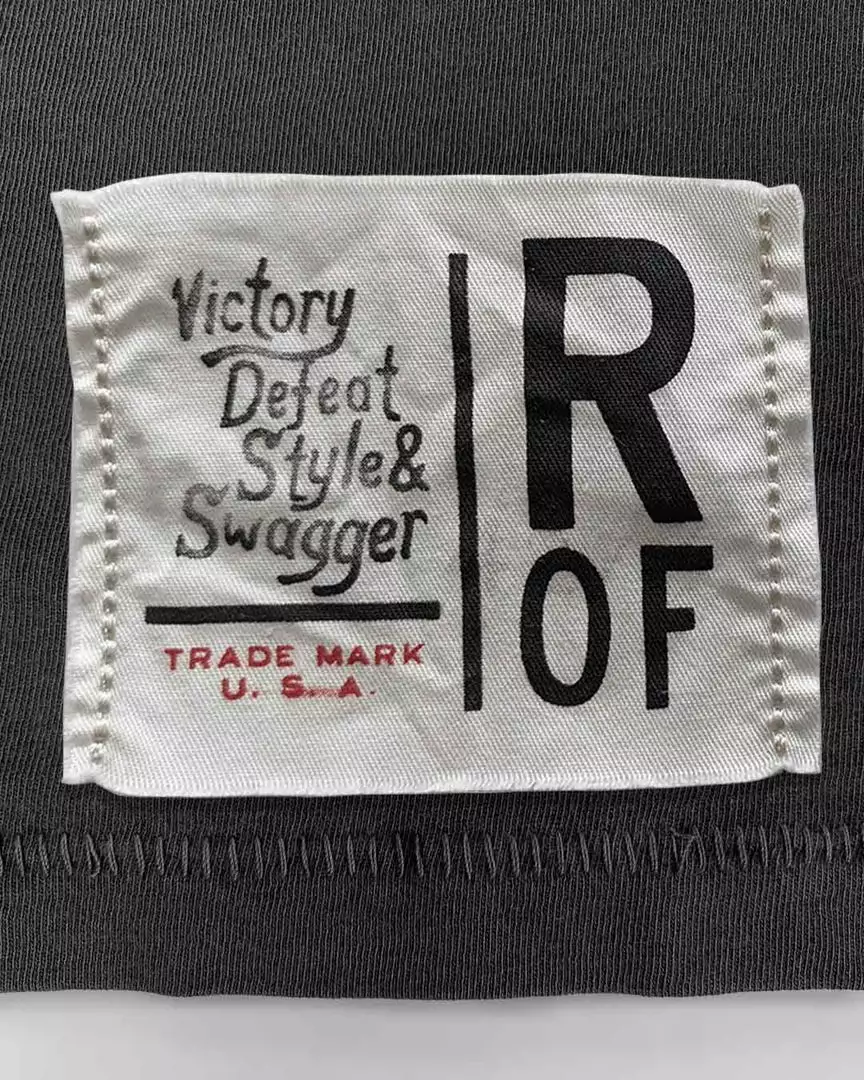 Victory
Defeat
Style &
Swagger
TRADE MARK
U. S. A.
R
OF